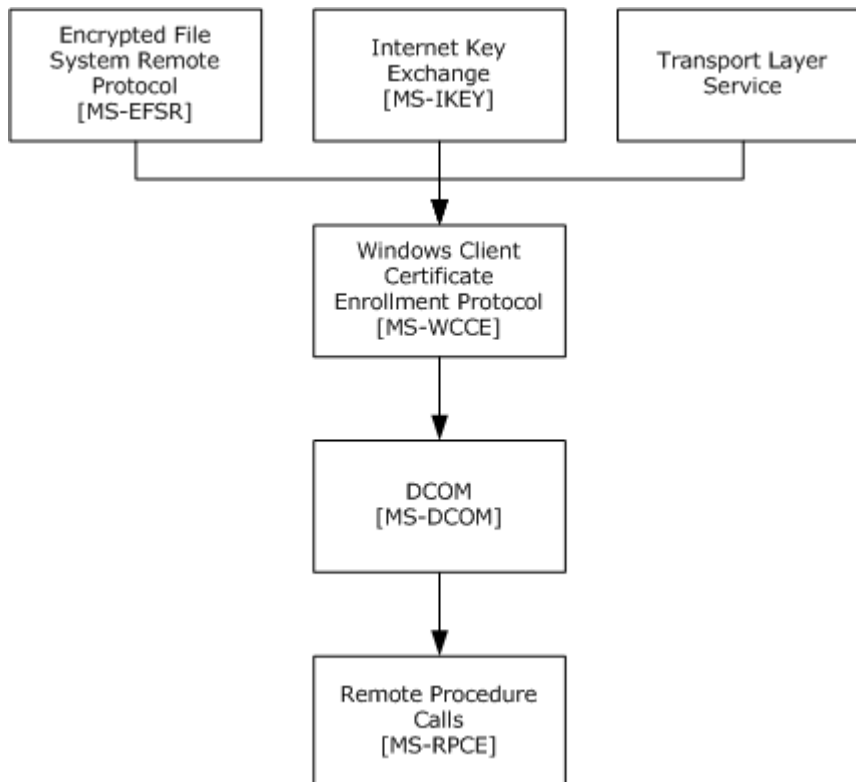 Encrypted File
System Remote
Protocol
[MS-EFSR]
Internet Key
Exchange
[MS-IKEY]
Transport Layer
Service
Windows Client
Certificate
Enrollment Protocol
[MS-WCCE]
DCOM
[MS-DCOM]
Remote Procedure
Calls
[MS-RPCE]